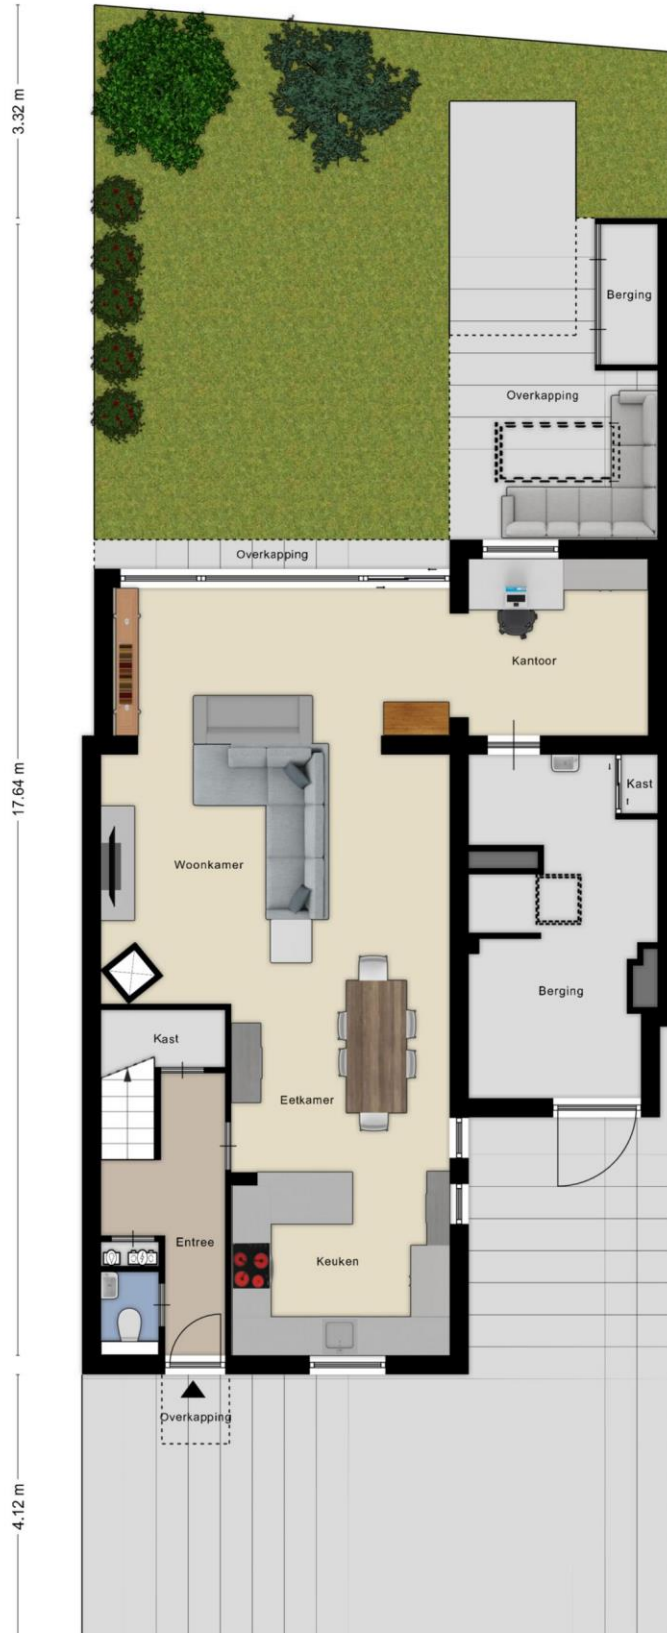 3.32 m
Berging
Overkapping
Overkapping
Kantoor
17.64 m
Kast
Woonkamer
Berging
Kast
Eetkamer
Entree
Keuken
Overkapping
4.12 m